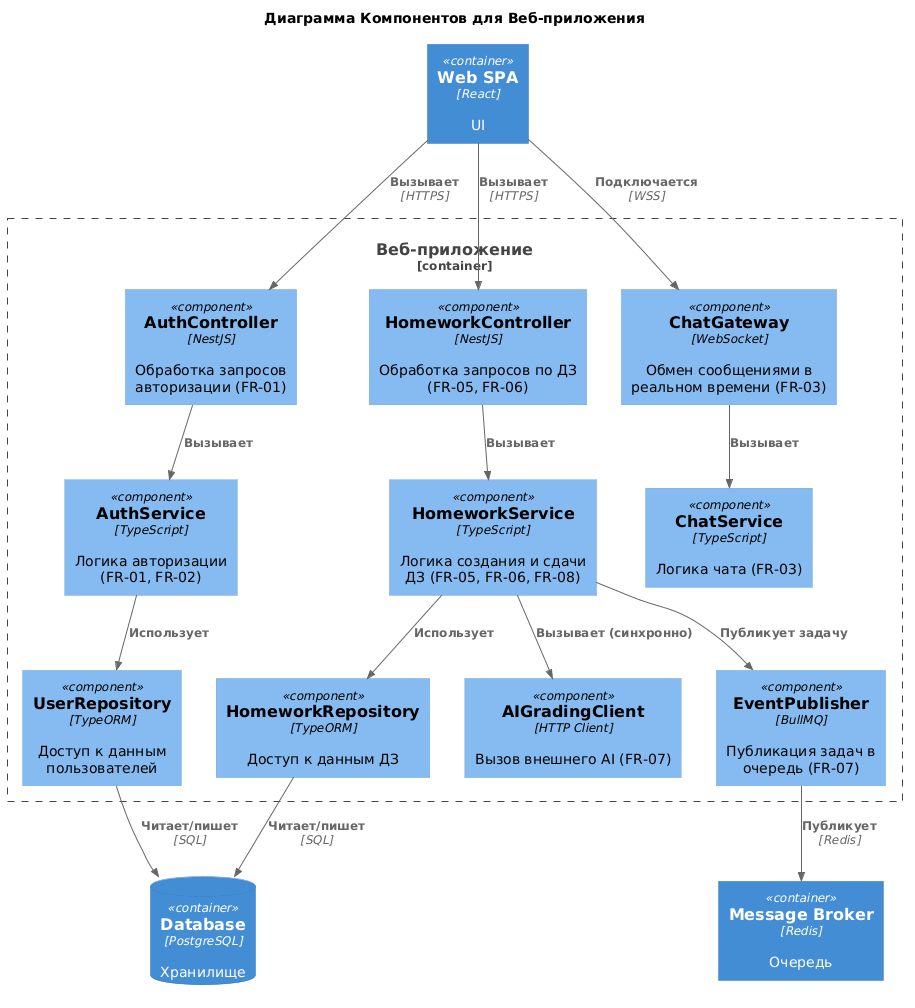 Диаграмма Компонентов для Веб-приложения
«container»
Web SPA
[React]
UI
Вызывает
[HTTPS]
Вызывает
[HTTPS]
Подключается
[WSS]
Веб-приложение
[container]
«component»
AuthController
[NestJS]
Обработка запросов
авторизации (FR-01)
«component»
HomeworkController
[NestJS]
Обработка запросов по ДЗ
(FR-05, FR-06)
«component»
ChatGateway
[WebSocket]
Обмен сообщениями в
реальном времени (FR-03)
Вызывает
Вызывает
Вызывает
«component»
AuthService
[TypeScript]
Логика авторизации
(FR-01, FR-02)
«component»
HomeworkService
[TypeScript]
Логика создания и сдачи
ДЗ (FR-05, FR-06, FR-08)
«component»
ChatService
[TypeScript]
Логика чата (FR-03)
Использует
Использует
Вызывает (синхронно)
Публикует задачу
«component»
UserRepository
[TypeORM]
Доступ к данным
пользователей
«component»
HomeworkRepository
[TypeORM]
Доступ к данным ДЗ
«component»
AIGradingClient
[HTTP Client]
Вызов внешнего AI (FR-07)
«component»
EventPublisher
[BullMQ]
Публикация задач в
очередь (FR-07)
Читает/пишет
[SQL]
Читает/пишет
[SQL]
Публикует
[Redis]
«container»
Database
[PostgreSQL]
Хранилище
«container»
Message Broker
[Redis]
Очередь